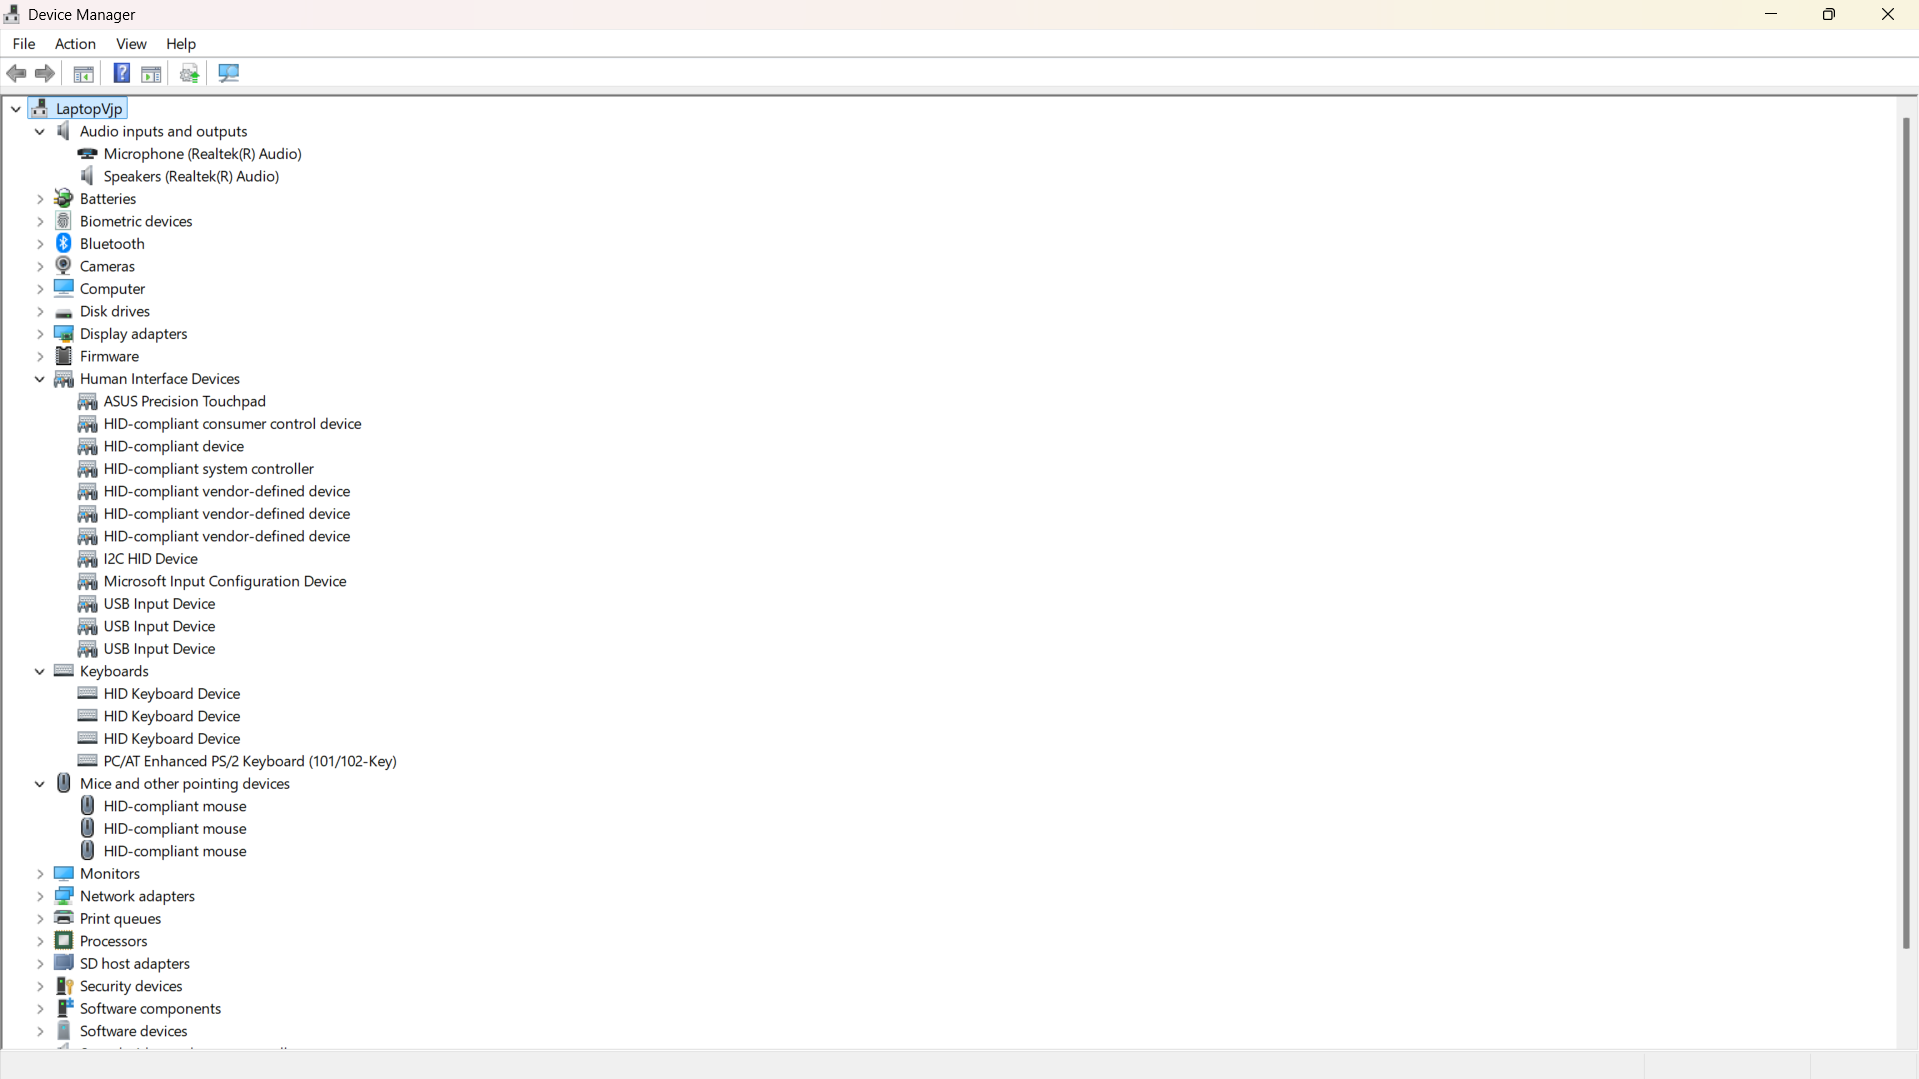 Device Manager
File Action View Help
LaptopVjp
Audio inputs and outputs
Microphone (Realtek(R) Audio)
Speakers (Realtek(R) Audio)
Batteries
Biometric devices
Bluetooth
Cameras
Computer
Disk drives
Display adapters
Firmware
Human Interface Devices
ASUS Precision Touchpad
HID-compliant consumer control device
HID-compliant device
HID-compliant system controller
HID-compliant vendor-defined device
HID-compliant vendor-defined device
HID-compliant vendor-defined device
I2C HID Device
Microsoft Input Configuration Device
USB Input Device
USB Input Device
USB Input Device
Keyboards
HID Keyboard Device
HID Keyboard Device
HID Keyboard Device
PC/AT Enhanced PS/2 Keyboard (101/102-Key)
Mice and other pointing devices
HID-compliant mouse
HID-compliant mouse
HID-compliant mouse
Monitors
Network adapters
Print queues
Processors
SD host adapters
Security devices
Software components
Software devices